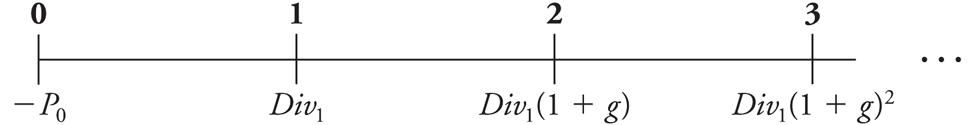 0 1 2 3
−P₀ Div₁ Div₁(1 + g) Div₁(1 + g)² ...